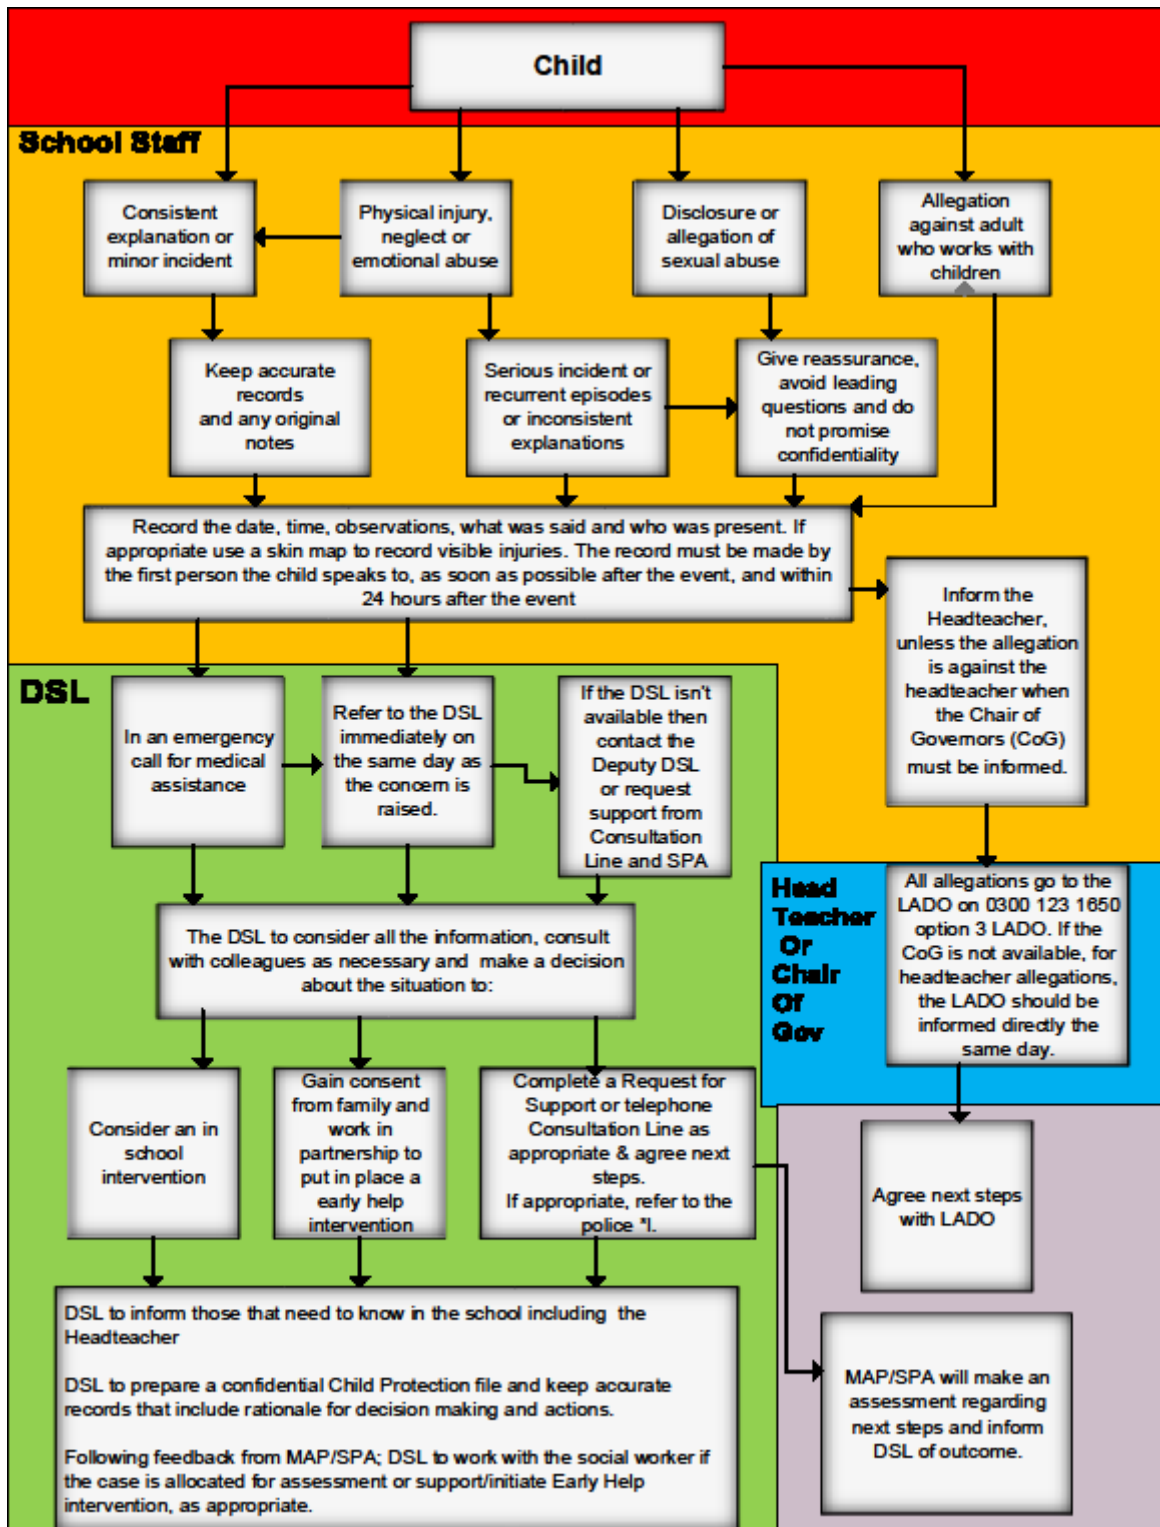 Child
School Staff
Consistent
explanation or
minor incident
Physical injury,
neglect or
emotional abuse
Disclosure or
allegation of
sexual abuse
Allegation
against adult
who works with
children
Keep accurate
records
and any original
notes
Serious incident or
recurrent episodes
or inconsistent
explanations
Give reassurance,
avoid leading
questions and do
not promise
confidentiality
Record the date, time, observations, what was said and who was present. If
appropriate use a skin map to record visible injuries. The record must be made by
the first person the child speaks to, as soon as possible after the event, and within
24 hours after the event
Inform the
Headteacher,
unless the allegation
is against the
headteacher when
the Chair of
Governors (CoG)
must be informed.
DSL
In an emergency
call for medical
assistance
Refer to the DSL
immediately on
the same day as
the concern is
raised.
If the DSL isn't
available then
contact the
Deputy DSL
or request
support from
Consultation
Line and SPA
Head
Teacher
Or
Chair
Of
Gov
All allegations go to the
LADO on 0300 123 1650
option 3 LADO. If the
CoG is not available, for
headteacher allegations,
the LADO should be
informed directly the
same day.
The DSL to consider all the information, consult
with colleagues as necessary and make a decision
about the situation to:
Consider an in
school
intervention
Gain consent
from family and
work in
partnership to
put in place a
early help
intervention
Complete a Request for
Support or telephone
Consultation Line as
appropriate & agree next
steps.
If appropriate, refer to the
police *I.
Agree next steps
with LADO
DSL to inform those that need to know in the school including the
Headteacher
DSL to prepare a confidential Child Protection file and keep accurate
records that include rationale for decision making and actions.
Following feedback from MAP/SPA; DSL to work with the social worker if
the case is allocated for assessment or support/initiate Early Help
intervention, as appropriate.
MAP/SPA will make an
assessment regarding
next steps and inform
DSL of outcome.